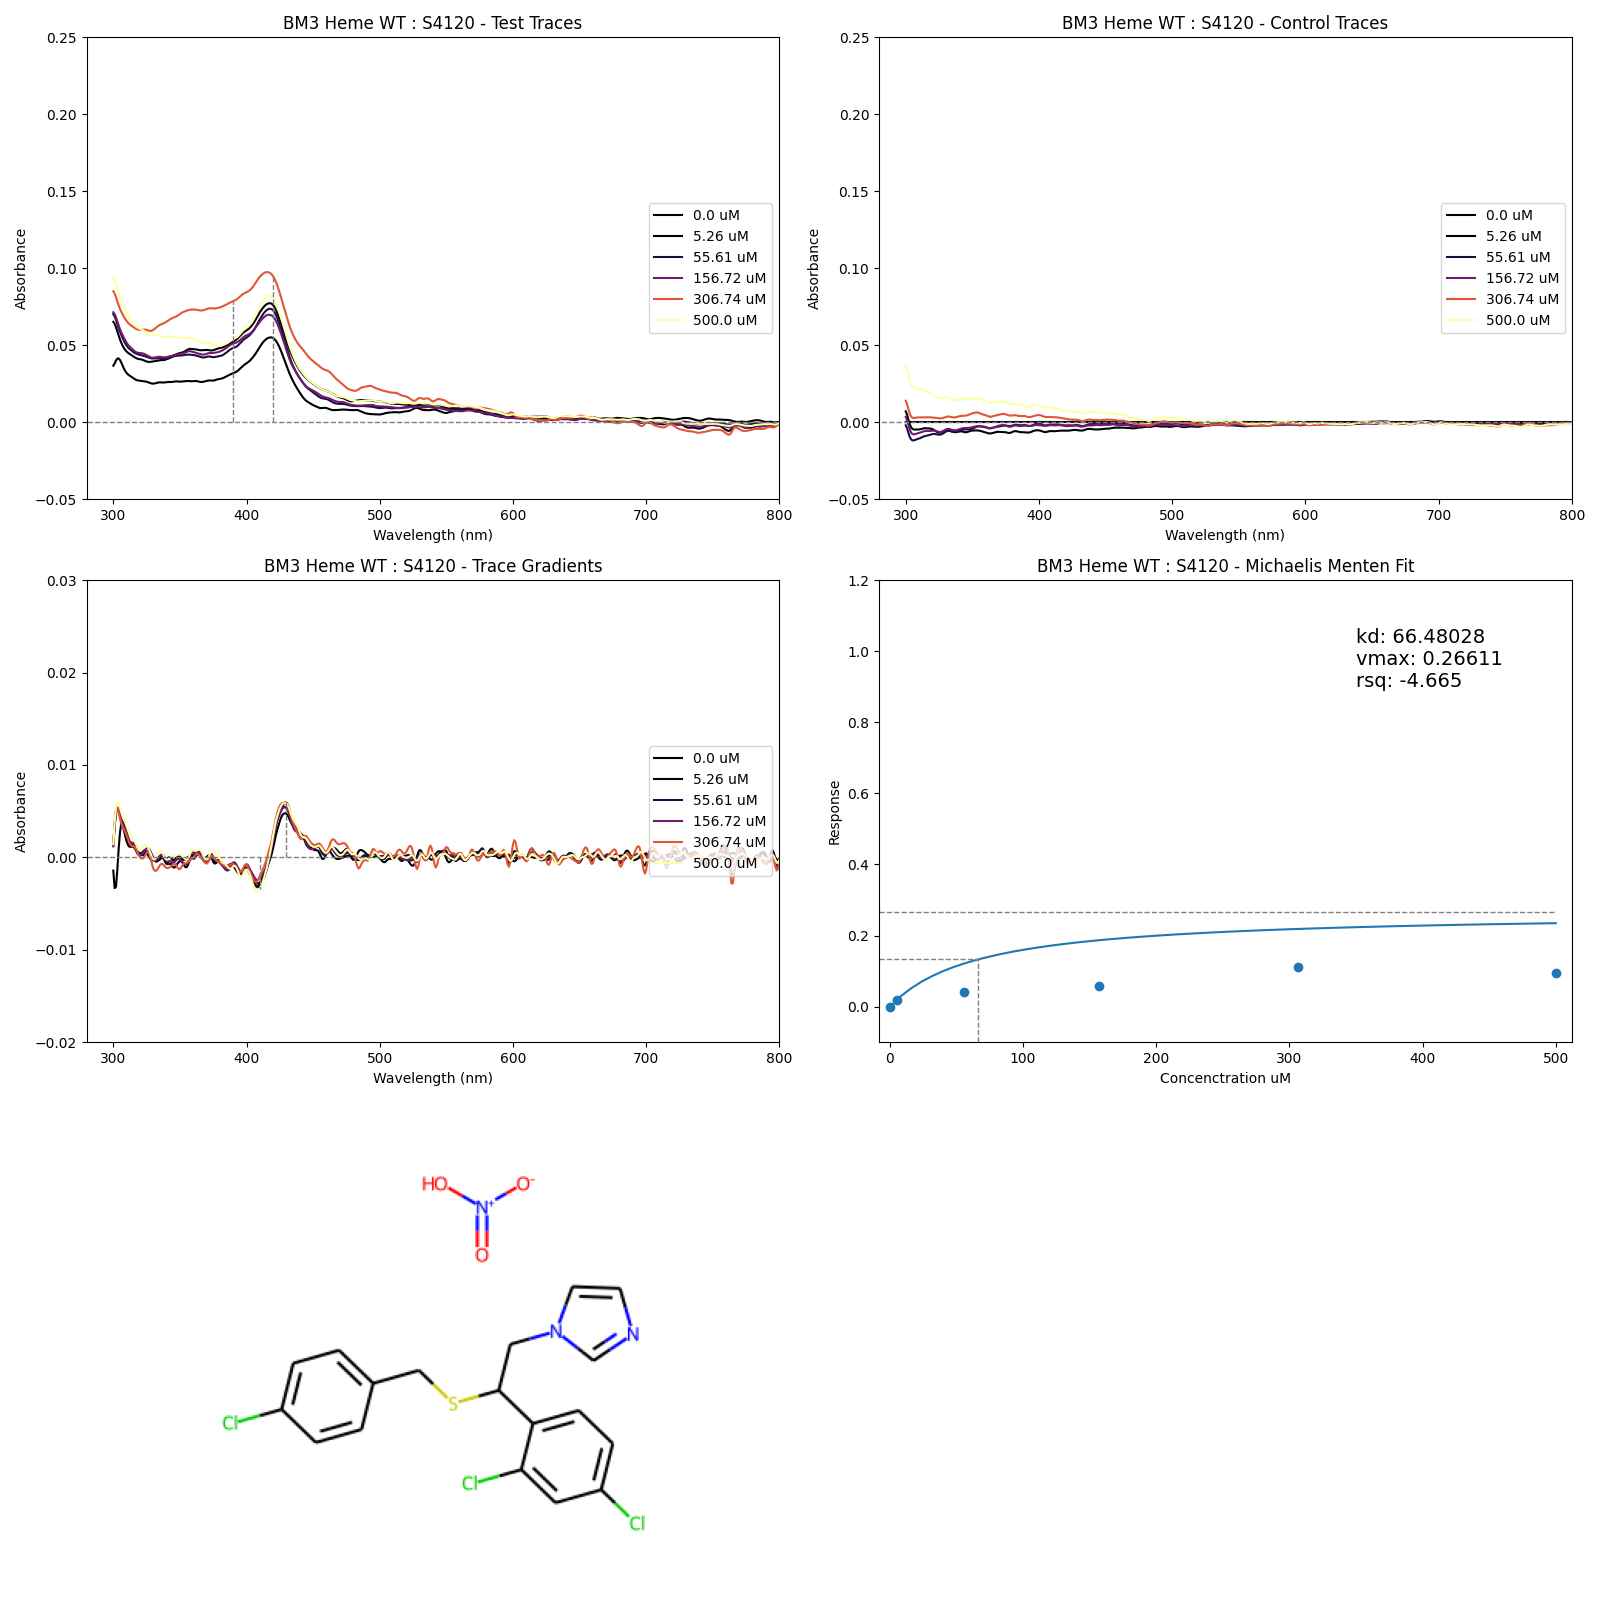 BM3 Heme WT : S4120 - Test Traces
0.25
0.20
0.15
0.10
0.05
0.00
−0.05
Absorbance
300 400 500 600 700 800
Wavelength (nm)
0.0 uM
5.26 uM
55.61 uM
156.72 uM
306.74 uM
500.0 uM
BM3 Heme WT : S4120 - Control Traces
0.25
0.20
0.15
0.10
0.05
0.00
−0.05
Absorbance
300 400 500 600 700 800
Wavelength (nm)
0.0 uM
5.26 uM
55.61 uM
156.72 uM
306.74 uM
500.0 uM
BM3 Heme WT : S4120 - Trace Gradients
0.03
0.02
0.01
0.00
−0.01
−0.02
Absorbance
300 400 500 600 700 800
Wavelength (nm)
0.0 uM
5.26 uM
55.61 uM
156.72 uM
306.74 uM
500.0 uM
BM3 Heme WT : S4120 - Michaelis Menten Fit
1.2
1.0
0.8
0.6
0.4
0.2
0.0
Response
kd: 66.48028
vmax: 0.26611
rsq: -4.665
0 100 200 300 400 500
Concenctration uM
HO N+ O-
O
N N
S
Cl
Cl
Cl